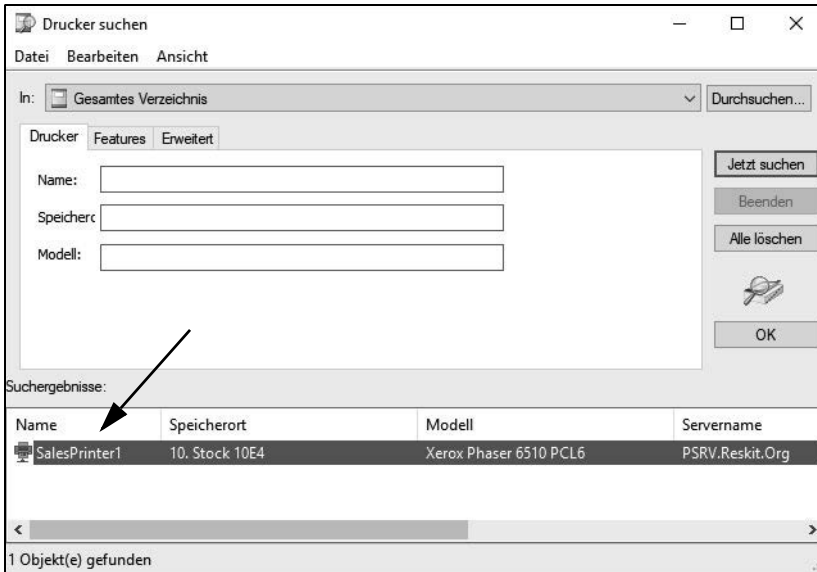 Drucker suchen
Datei Bearbeiten Ansicht
In: Gesamtes Verzeichnis Durchsuchen...
Drucker Features Erweitert
Jetzt suchen
Name:
Beenden
Speicherc
Alle löschen
Modell:
OK
Suchergebnisse:
Name Speicherort Modell Servername
SalesPrinter1 10. Stock 10E4 Xerox Phaser 6510 PCL6 PSRV.Reskit.Org
1 Objekt(e) gefunden